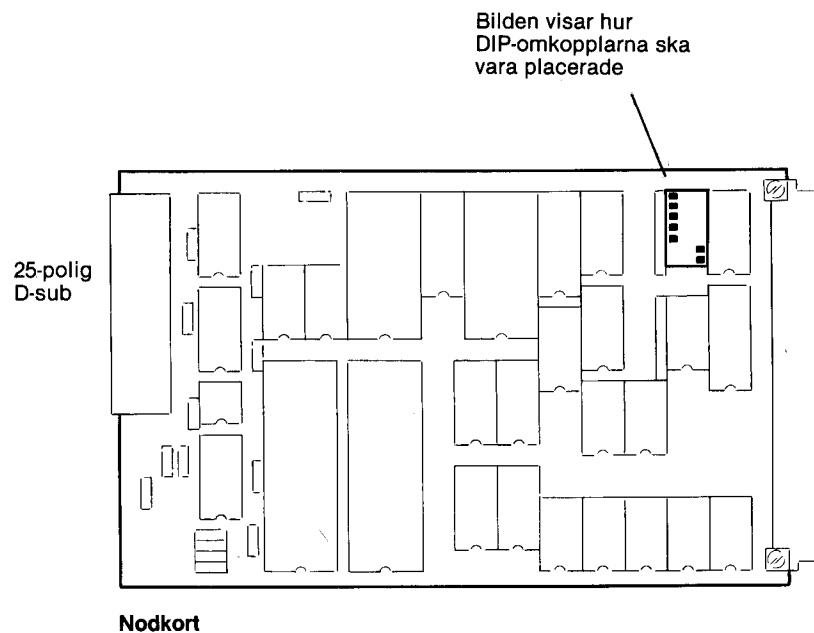 Bilden visar hur
DIP-omkopplarna ska
vara placerade
25-polig
D-sub
Nodkort